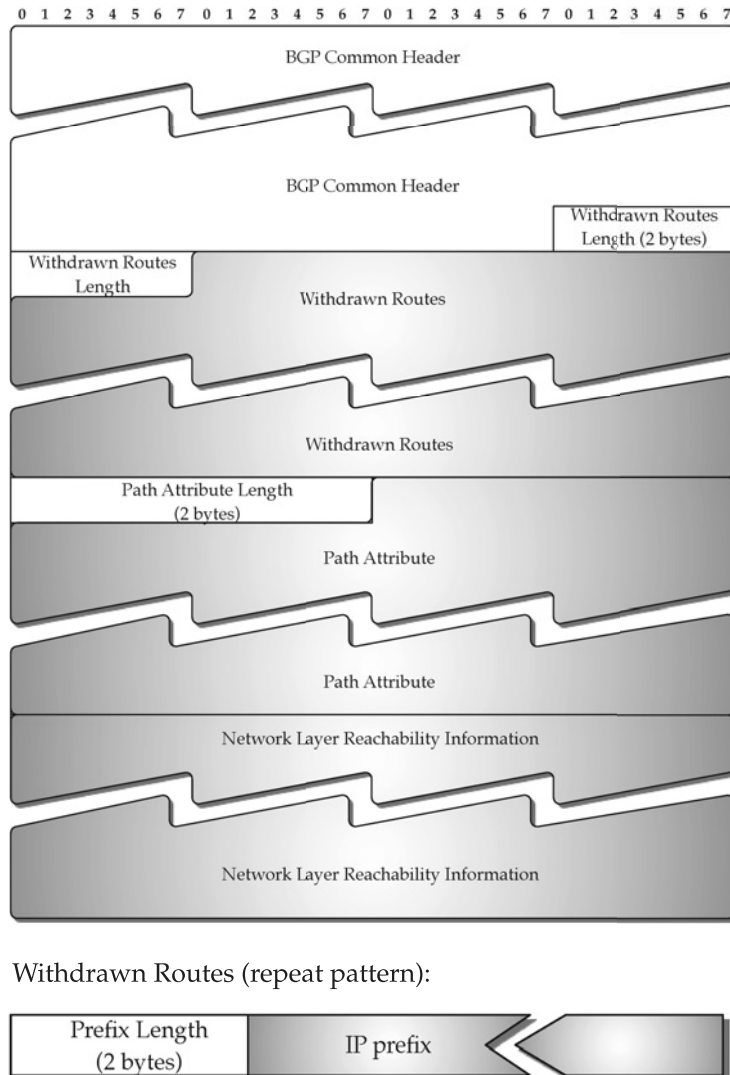 0 1 2 3 4 5 6 7 0 1 2 3 4 5 6 7 0 1 2 3 4 5 6 7 0 1 2 3 4 5 6 7
BGP Common Header
BGP Common Header
Withdrawn Routes
Length (2 bytes)
Withdrawn Routes
Length
Withdrawn Routes
Withdrawn Routes
Path Attribute Length
(2 bytes)
Path Attribute
Path Attribute
Network Layer Reachability Information
Network Layer Reachability Information
Withdrawn Routes (repeat pattern):
Prefix Length
(2 bytes)
IP prefix